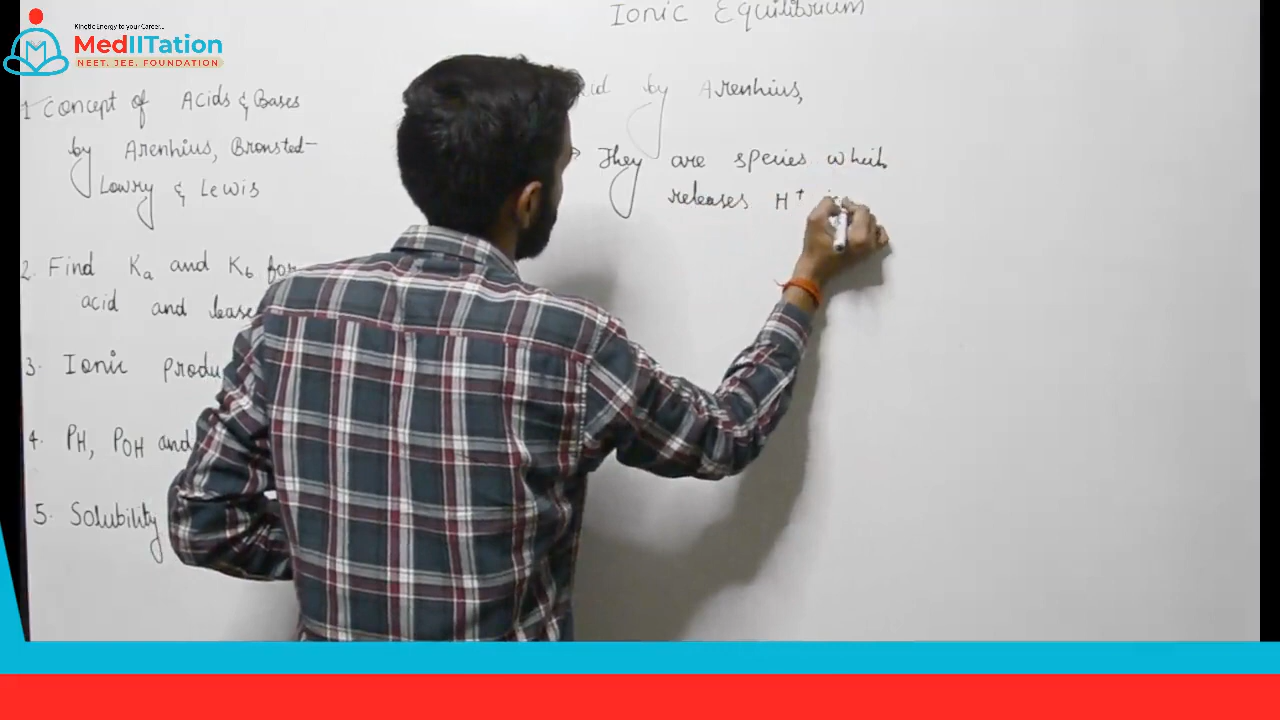 Kinetic Energy to your Career...
MedIITation
NEET, JEE, FOUNDATION
Ionic Equilibrium
1 Concept of Acids & Bases
by Arenhius, Bronsted-
Lowry & Lewis
2. Find Ka and Kb for
acid and base
3. Ionic
4. PH, POH and
5. Solubility
by Arenhius,
→ They are species which
releases H+